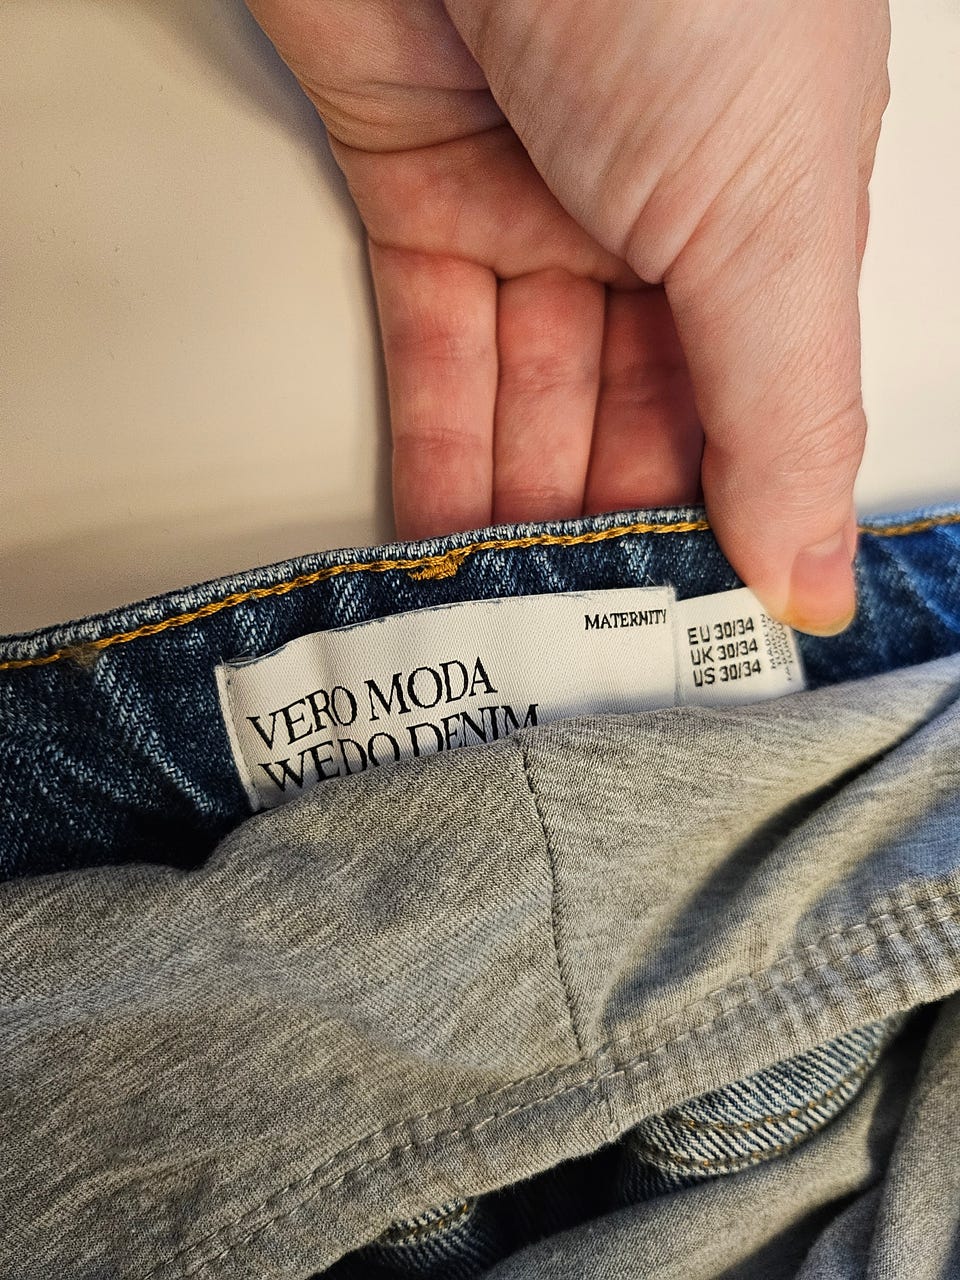 MATERNITY
VERO MODA
WEDO DENIM
EU 30/34
UK 30/34
US 30/34